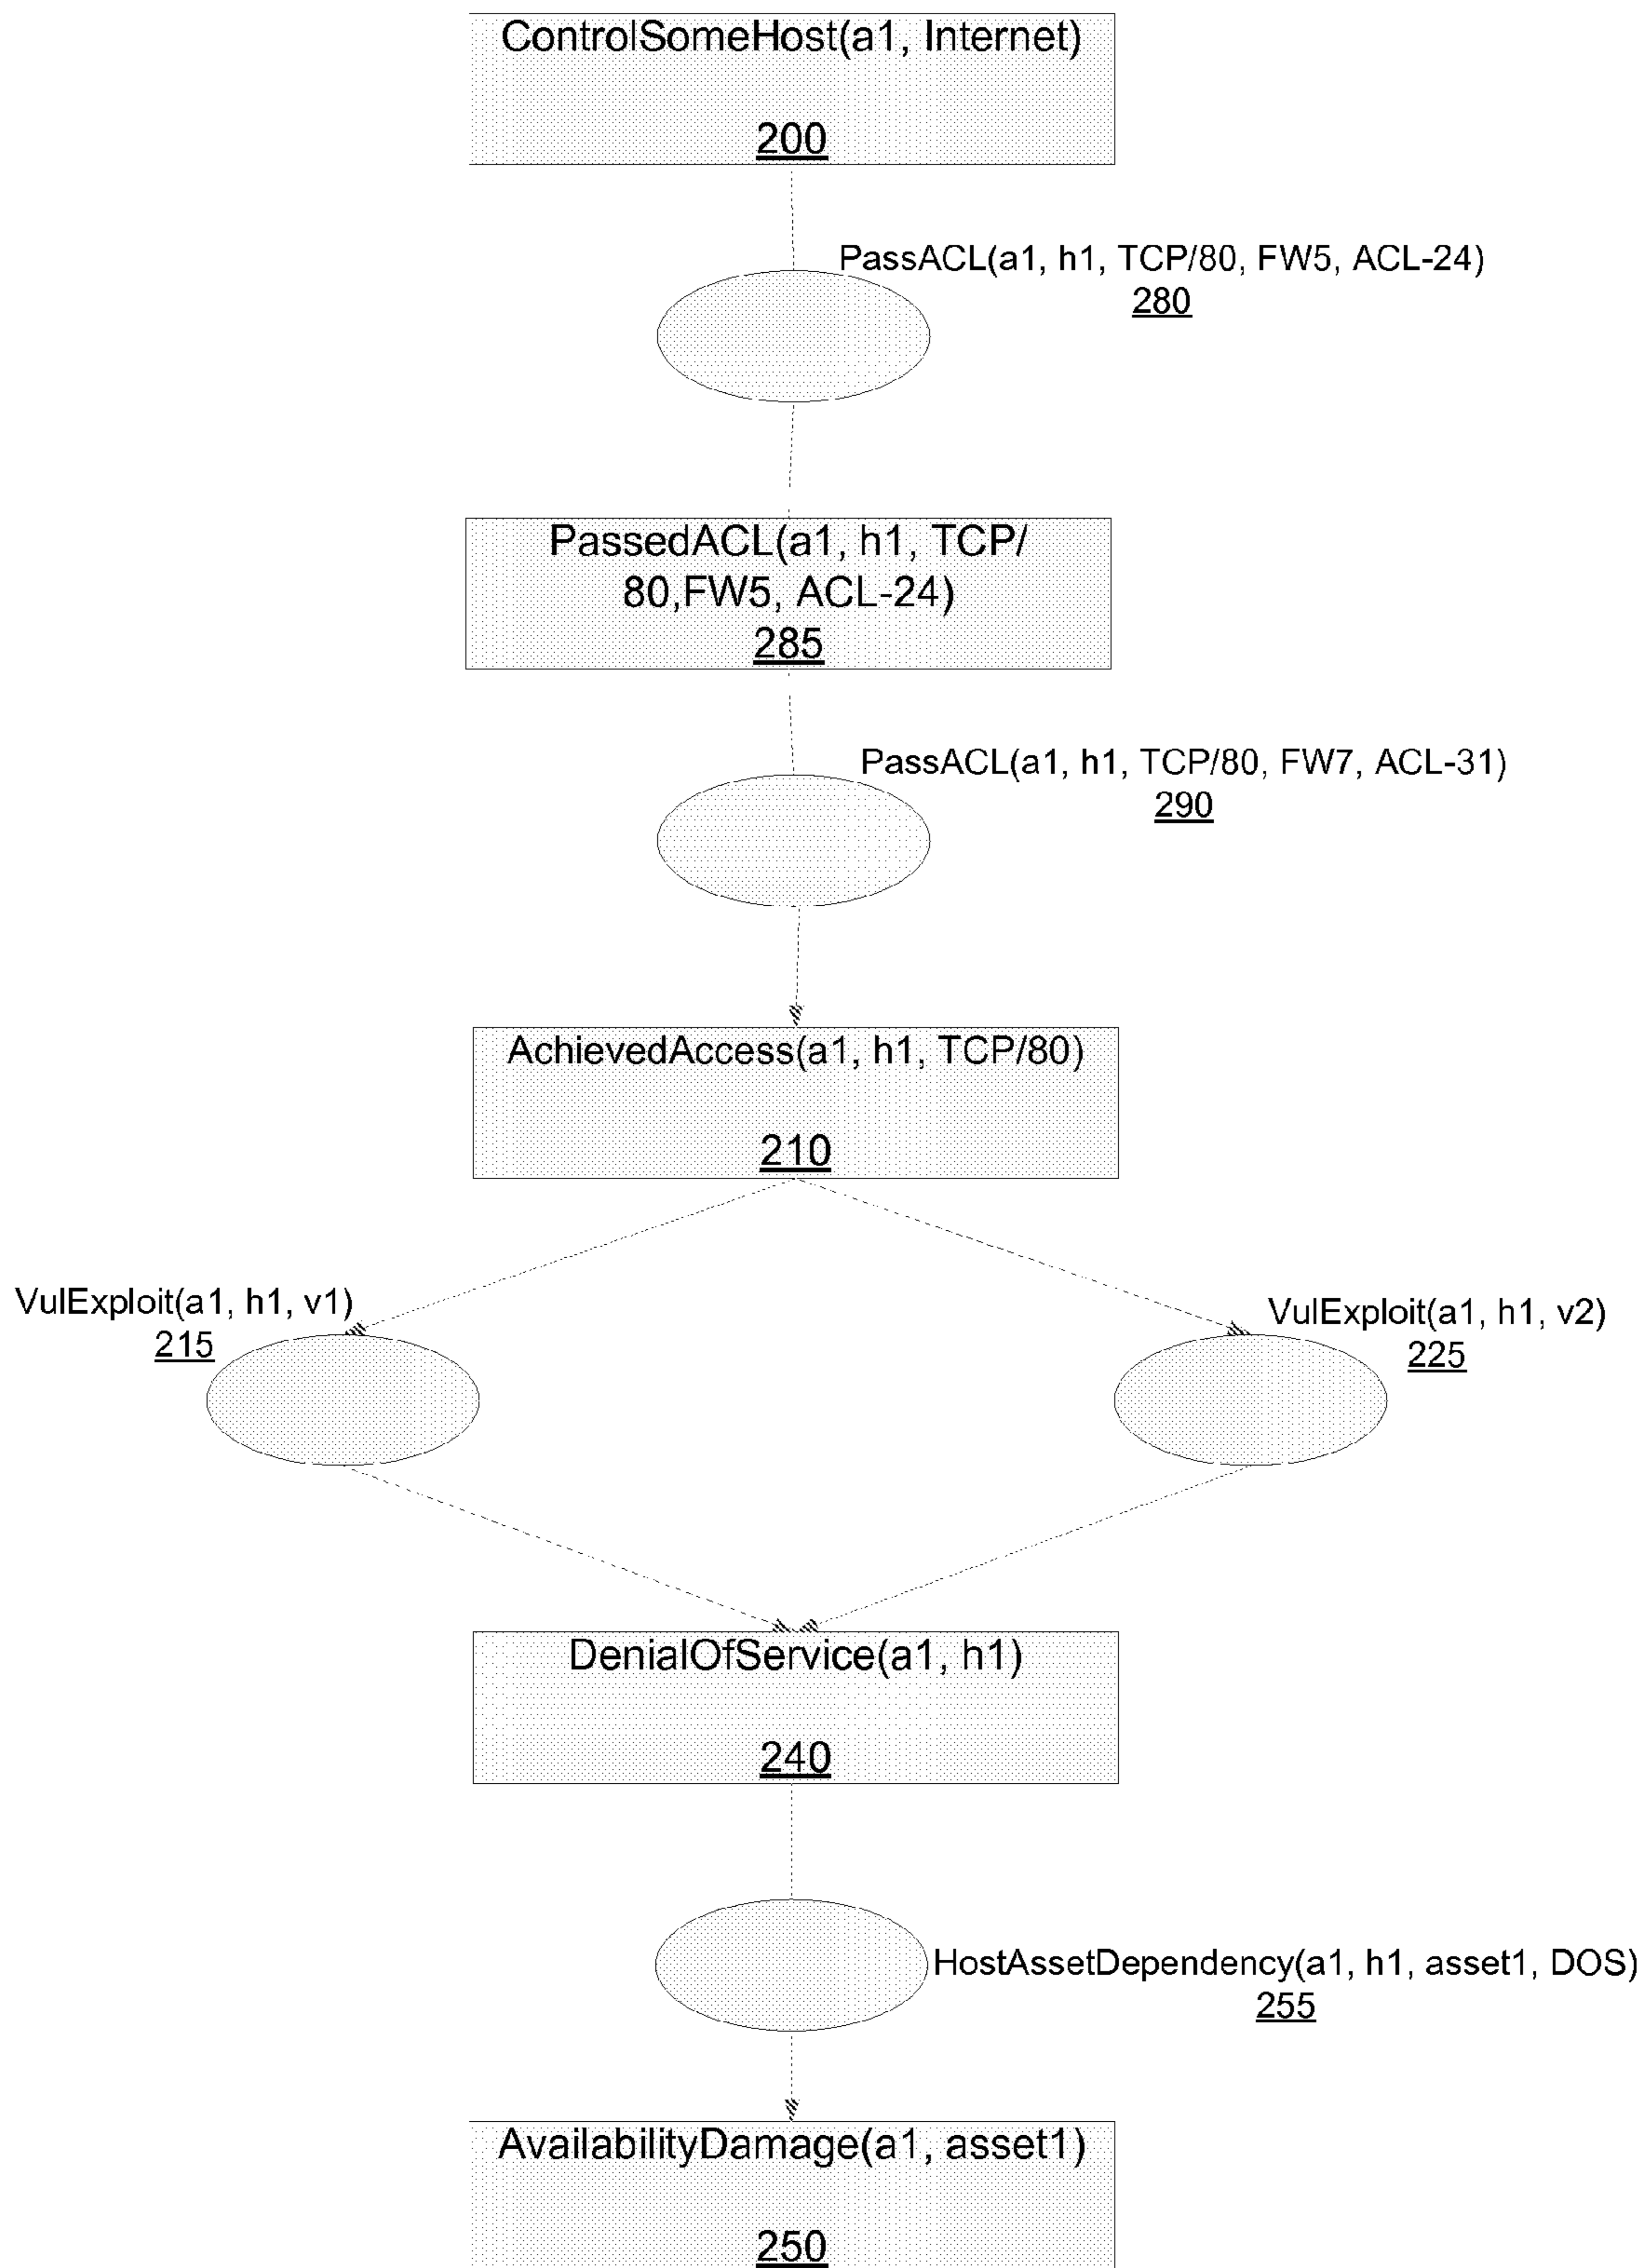 ControlSomeHost(a1, Internet)
200
PassACL(a1, h1, TCP/80, FW5, ACL-24)
280
PassedACL(a1, h1, TCP/
80,FW5, ACL-24)
285
PassACL(a1, h1, TCP/80, FW7, ACL-31)
290
AchievedAccess(a1, h1, TCP/80)
210
VulExploit(a1, h1, v1)
215
VulExploit(a1, h1, v2)
225
DenialOfService(a1, h1)
240
HostAssetDependency(a1, h1, asset1, DOS)
255
AvailabilityDamage(a1, asset1)
250